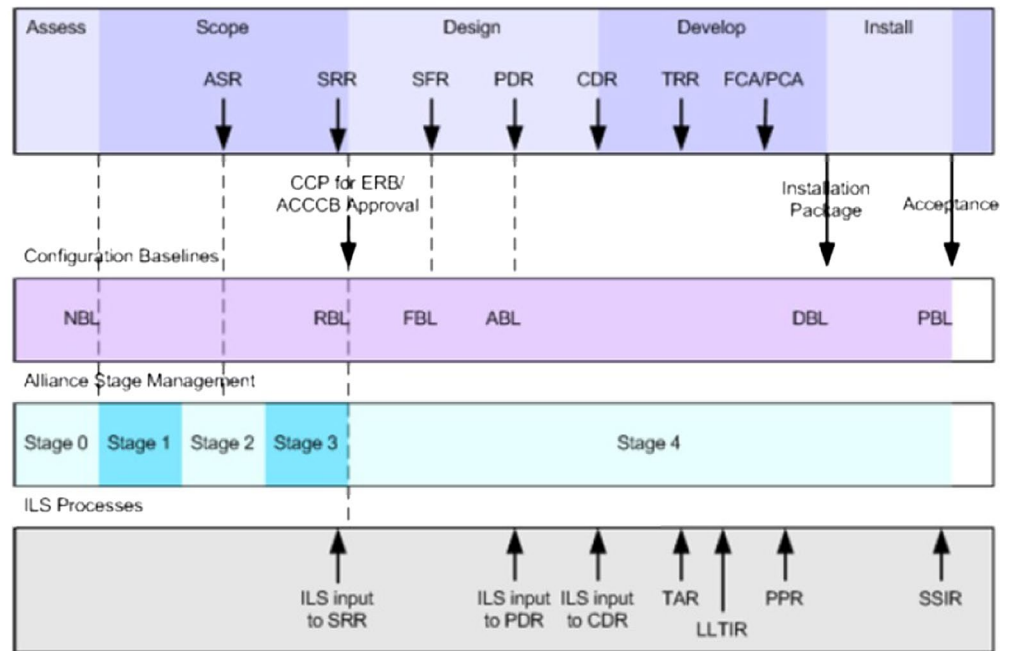 Assess Scope Design Develop Install
ASR SRR SFR PDR CDR TRR FCA/PCA
CCP for ERB/
ACCCB Approval
Installation
Package
Acceptance
Configuration Baselines
NBL RBL FBL ABL DBL PBL
Alliance Stage Management
Stage 0 Stage 1 Stage 2 Stage 3 Stage 4
ILS Processes
ILS input
to SRR
ILS input
to PDR
ILS input
to CDR
TAR
LLTIR
PPR
SSIR